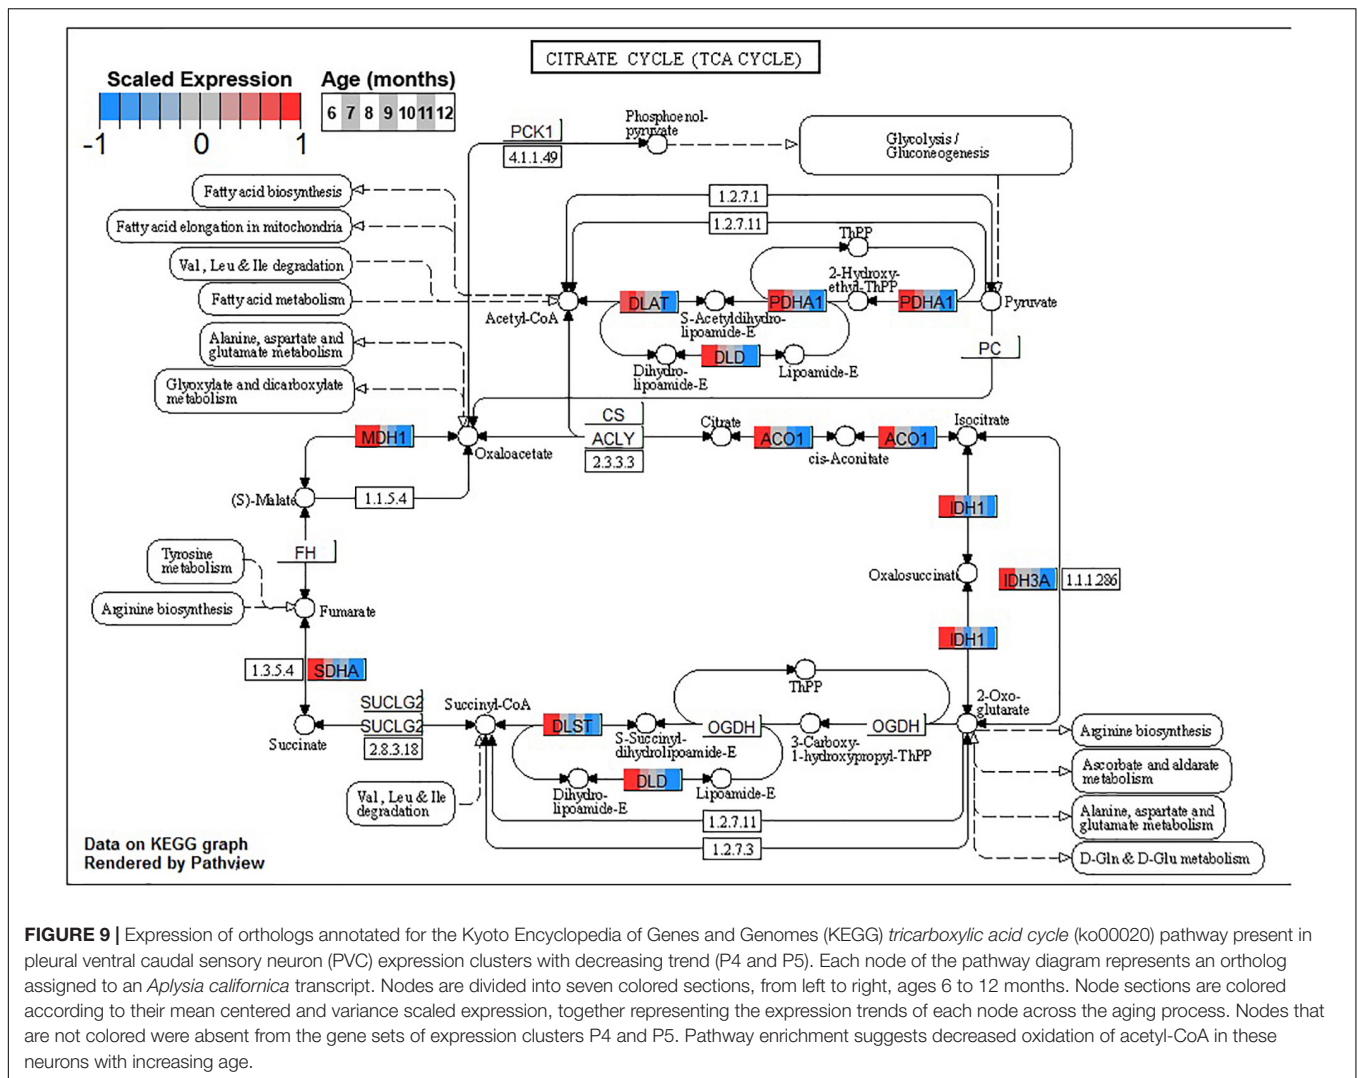 CITRATE CYCLE (TCA CYCLE)
Scaled Expression
-1 0 1
Age (months)
6 7 8 9 10 11 12
PCK1
4.1.1.49
Phosphoenol-
pyruvate
Glycolysis /
Gluconeogenesis
Fatty acid biosynthesis
Fatty acid elongation in mitochondria
Val, Leu & Ile degradation
Fatty acid metabolism
Alanine, aspartate and
glutamate metabolism
Glyoxylate and dicarboxylate
metabolism
1.2.7.1
1.2.7.11
ThPP
2-Hydroxy-
ethyl-ThPP
Acetyl-CoA
DLAT
S-Acetyldihydro-
lipoamide-E
PDHA1
PDHA1
Pyruvate
Dihydro-
lipoamide-E
DLD
Lipoamide-E
PC
MDH1
Oxaloacetate
CS
ACLY
2.3.3.3
Citrate
ACO1
cis-Aconitate
ACO1
Isocitrate
(S)-Malate
1.1.5.4
IDH1
FH
Tyrosine
metabolism
Arginine biosynthesis
Fumarate
Oxalosuccinat
IDH3A
1.1.1.286
IDH1
1.3.5.4
SDHA
ThPP
2-Oxo-
glutarate
SUCLG2
SUCLG2
2.8.3.18
Succinate
Succinyl-CoA
DLST
S-Succinyl-
dihydrolipoamide-E
OGDH
3-Carboxy-
1-hydroxypropyl-ThPP
OGDH
Dihydro-
lipoamide-E
DLD
Lipoamide-E
Val, Leu & Ile
degradation
1.2.7.11
1.2.7.3
Arginine biosynthesis
Ascorbate and aldarate
metabolism
Alanine, aspartate and
glutamate metabolism
D-Gln & D-Glu metabolism
Data on KEGG graph
Rendered by Pathview
FIGURE 9 | Expression of orthologs annotated for the Kyoto Encyclopedia of Genes and Genomes (KEGG) tricarboxylic acid cycle (ko00020) pathway present in
pleural ventral caudal sensory neuron (PVC) expression clusters with decreasing trend (P4 and P5). Each node of the pathway diagram represents an ortholog
assigned to an Aplysia californica transcript. Nodes are divided into seven colored sections, from left to right, ages 6 to 12 months. Node sections are colored
according to their mean centered and variance scaled expression, together representing the expression trends of each node across the aging process. Nodes that
are not colored were absent from the gene sets of expression clusters P4 and P5. Pathway enrichment suggests decreased oxidation of acetyl-CoA in these
neurons with increasing age.